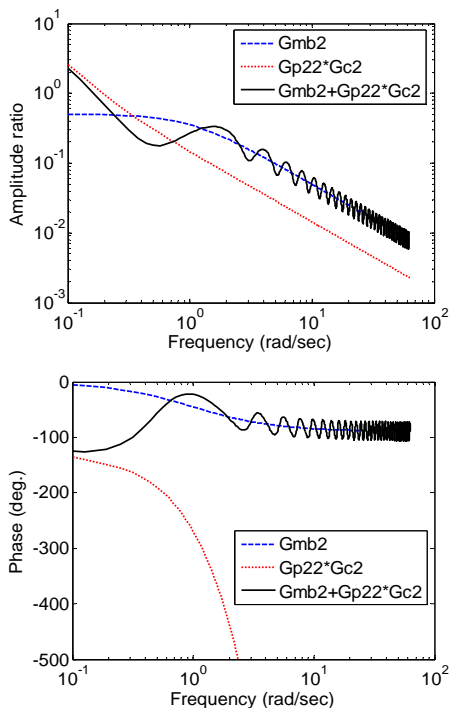 10^1
10^0
10^-1
10^-2
10^-3
Amplitude ratio
Gmb2
Gp22*Gc2
Gmb2+Gp22*Gc2
10^-1 10^0 10^1 10^2
Frequency (rad/sec)
0
-100
-200
-300
-400
-500
Phase (deg.)
Gmb2
Gp22*Gc2
Gmb2+Gp22*Gc2
10^-1 10^0 10^1 10^2
Frequency (rad/sec)